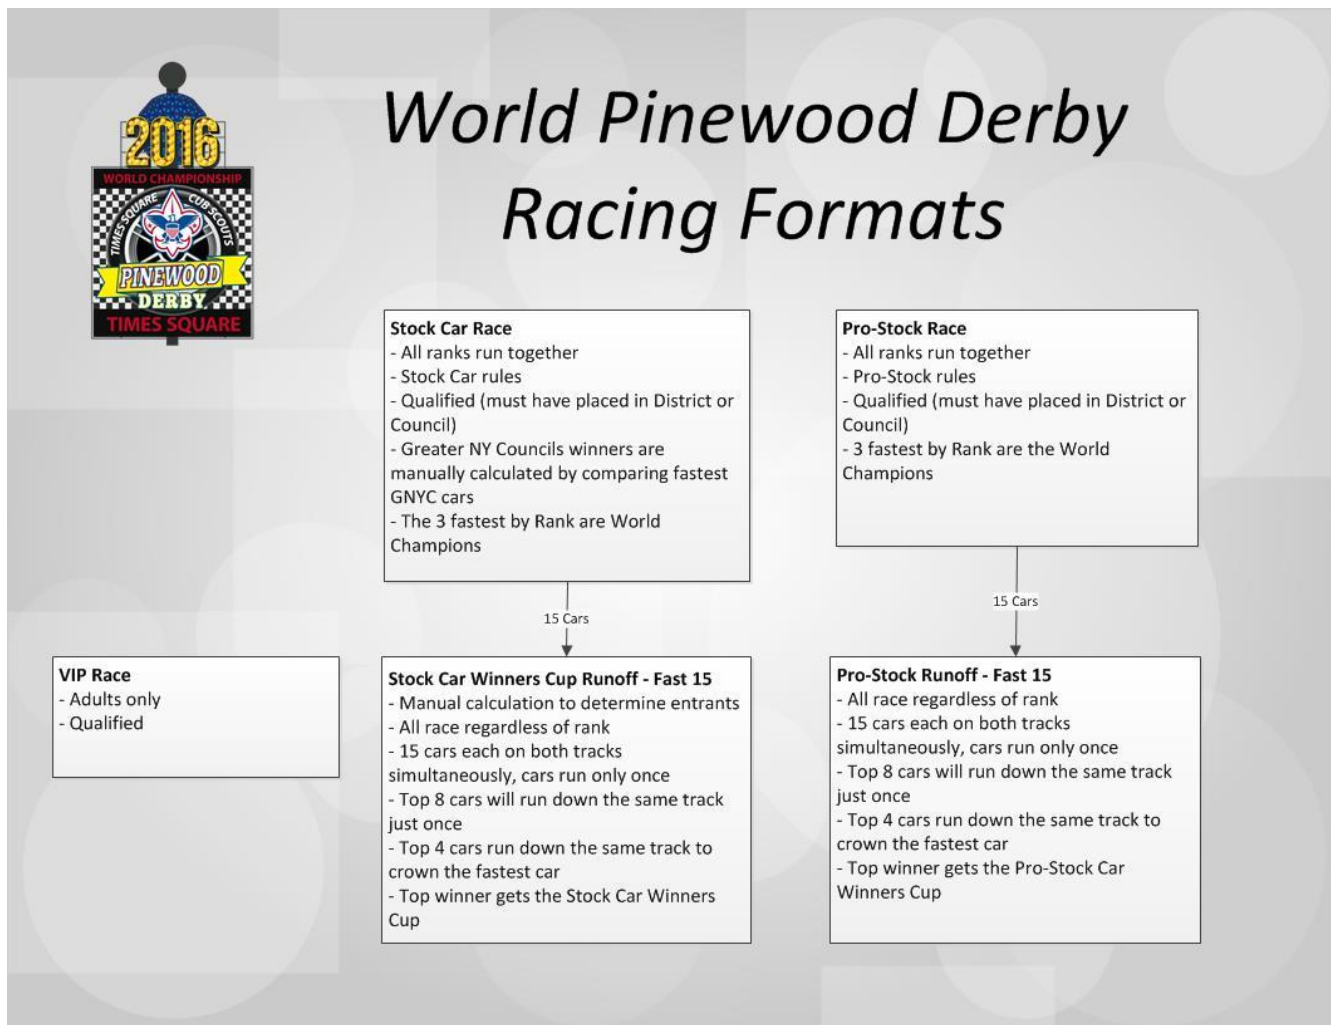 2016
WORLD CHAMPIONSHIP
TIMES SQUARE CUB SCOUTS
PINEWOOD
DERBY
TIMES SQUARE
World Pinewood Derby
Racing Formats
Stock Car Race
- All ranks run together
- Stock Car rules
- Qualified (must have placed in District or
Council)
- Greater NY Councils winners are
manually calculated by comparing fastest
GNYC cars
- The 3 fastest by Rank are World
Champions
Pro-Stock Race
- All ranks run together
- Pro-Stock rules
- Qualified (must have placed in District or
Council)
- 3 fastest by Rank are the World
Champions
15 Cars
15 Cars
VIP Race
- Adults only
- Qualified
Stock Car Winners Cup Runoff - Fast 15
- Manual calculation to determine entrants
- All race regardless of rank
- 15 cars each on both tracks
simultaneously, cars run only once
- Top 8 cars will run down the same track
just once
- Top 4 cars run down the same track to
crown the fastest car
- Top winner gets the Stock Car Winners
Cup
Pro-Stock Runoff - Fast 15
- All race regardless of rank
- 15 cars each on both tracks
simultaneously, cars run only once
- Top 8 cars will run down the same track
just once
- Top 4 cars run down the same track to
crown the fastest car
- Top winner gets the Pro-Stock Car
Winners Cup